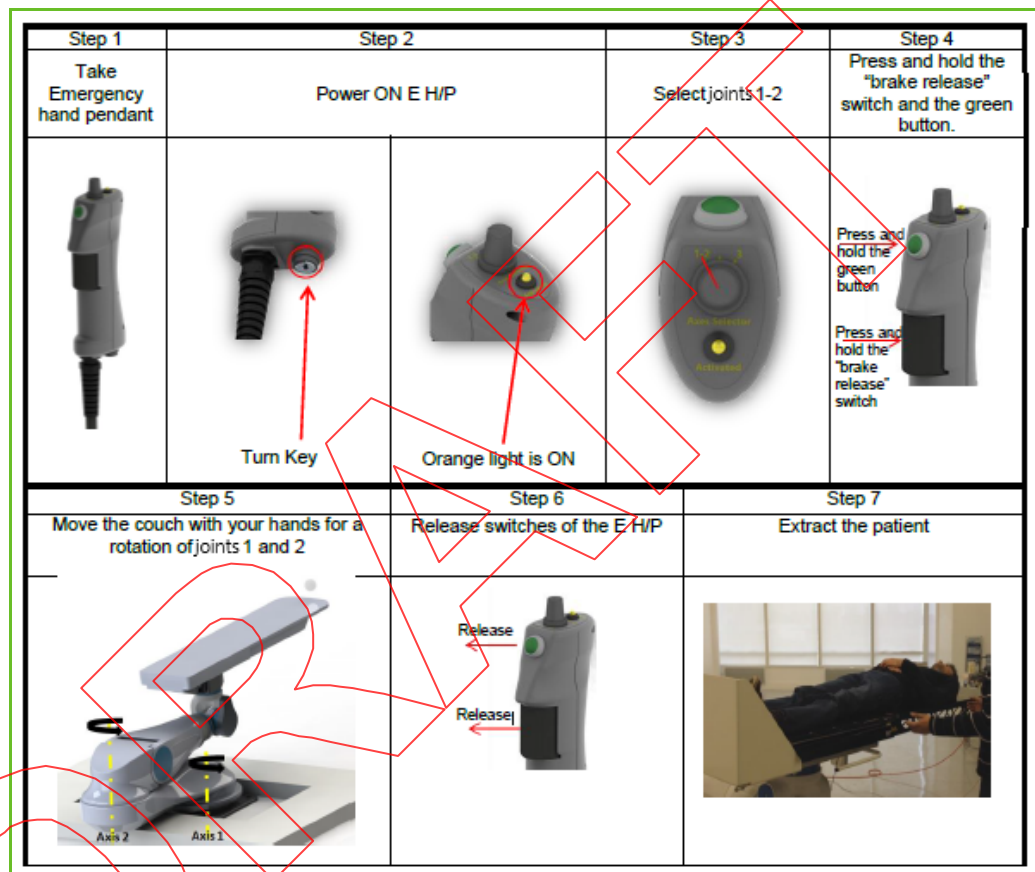 Step 1
Step 2
Step 3
Step 4
Take
Emergency
hand pendant
Power ON E H/P
Select joints 1-2
Press and hold the
"brake release"
switch and the green
button.
Turn Key
Orange light is ON
1-2
3
Axes Selector
Activated
Press and
hold the
green
button
Press and
hold the
"brake
release"
switch
Step 5
Step 6
Step 7
Move the couch with your hands for a
rotation of joints 1 and 2
Release switches of the E H/P
Extract the patient
Axis 2
Axis 1
Release
Release